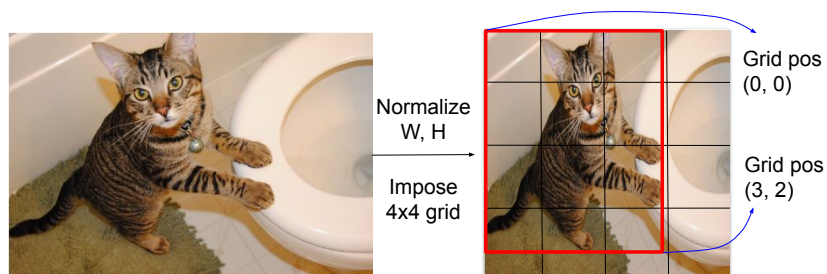 Normalize
W, H
Impose
4x4 grid
Grid pos
(0, 0)
Grid pos
(3, 2)